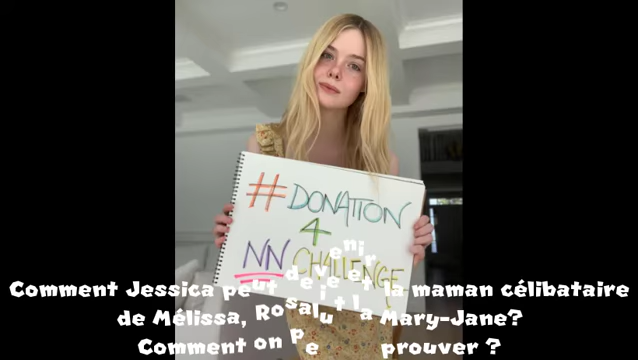 #DONATION
4
NN CHALLENGE
Comment Jessica peut devenir la maman célibataire
de Mélissa, Mary-Jane?
Comment on prouver ?